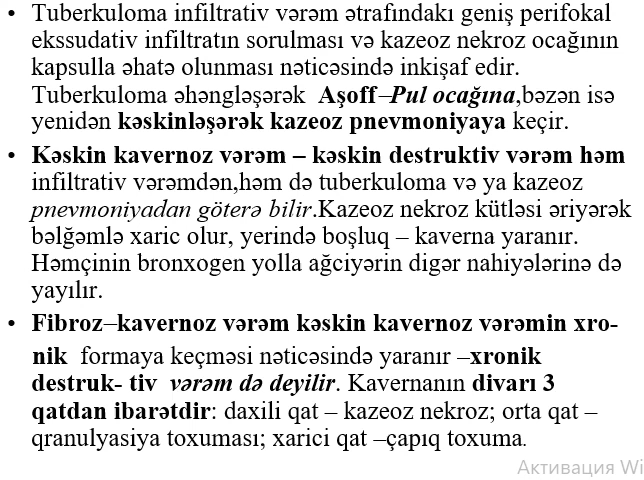 • Tuberkuloma infiltrativ vərəm ətrafındakı geniş perifokal
ekssudativ infiltratın sorulması və kazeoz nekroz ocağının
kapsulla əhatə olunması nəticəsində inkişaf edir.
Tuberkuloma əhəngləşərək Aşoff–Pul ocağına,bəzən isə
yenidən kəskinləşərək kazeoz pnevmoniyaya keçir.
• Kəskin kavernoz vərəm – kəskin destruktiv vərəm həm
infiltrativ vərəmdən,həm də tuberkuloma və ya kazeoz
pnevmoniyadan götərə bilir.Kazeoz nekroz kütləsi əriyərək
bəlğəmlə xaric olur, yerində boşluq – kaverna yaranır.
Həmçinin bronxogen yolla ağciyərin digər nahiyələrinə də
yayılır.
• Fibroz–kavernoz vərəm kəskin kavernoz vərəmin xro-
nik formaya keçməsi nəticəsində yaranır –xronik
destruk- tiv vərəm də deyilir. Kavernanın divarı 3
qatdan ibarətdir: daxili qat – kazeoz nekroz; orta qat –
qranulyasiya toxuması; xarici qat –çapıq toxuma.
Активация Wi